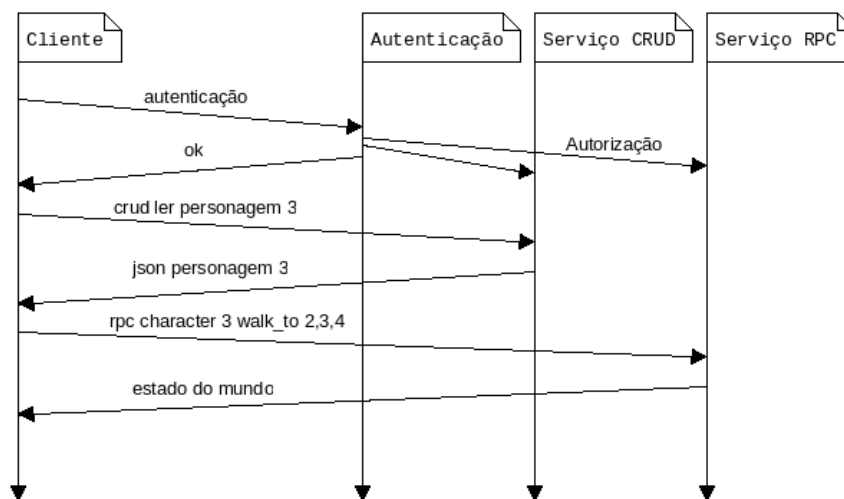 Cliente
Autenticação
Serviço CRUD
Serviço RPC
autenticação
Autorização
ok
crud ler personagem 3
json personagem 3
rpc character 3 walk_to 2,3,4
estado do mundo